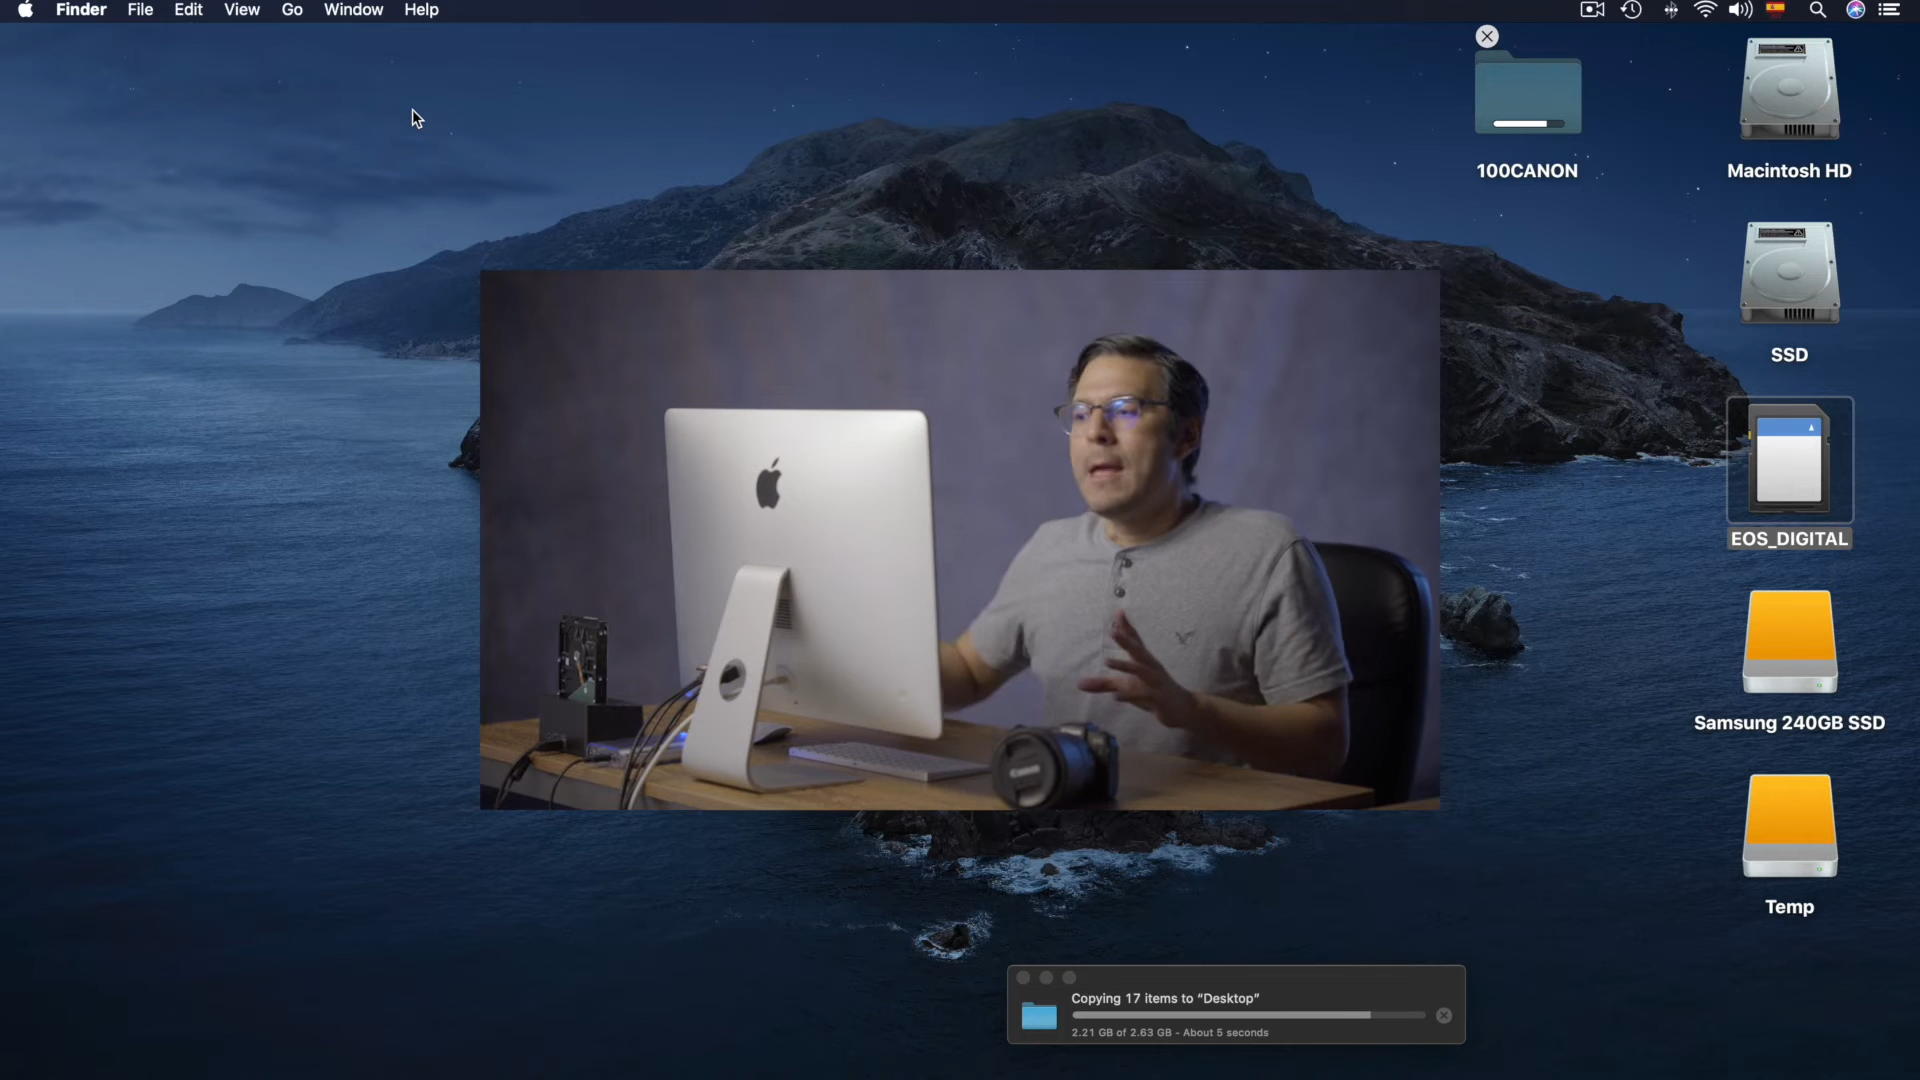 Finder File Edit View Go Window Help
100CANON
Macintosh HD
SSD
EOS_DIGITAL
Samsung 240GB SSD
Temp
Canon
Copying 17 items to “Desktop”
2.21 GB of 2.63 GB - About 5 seconds